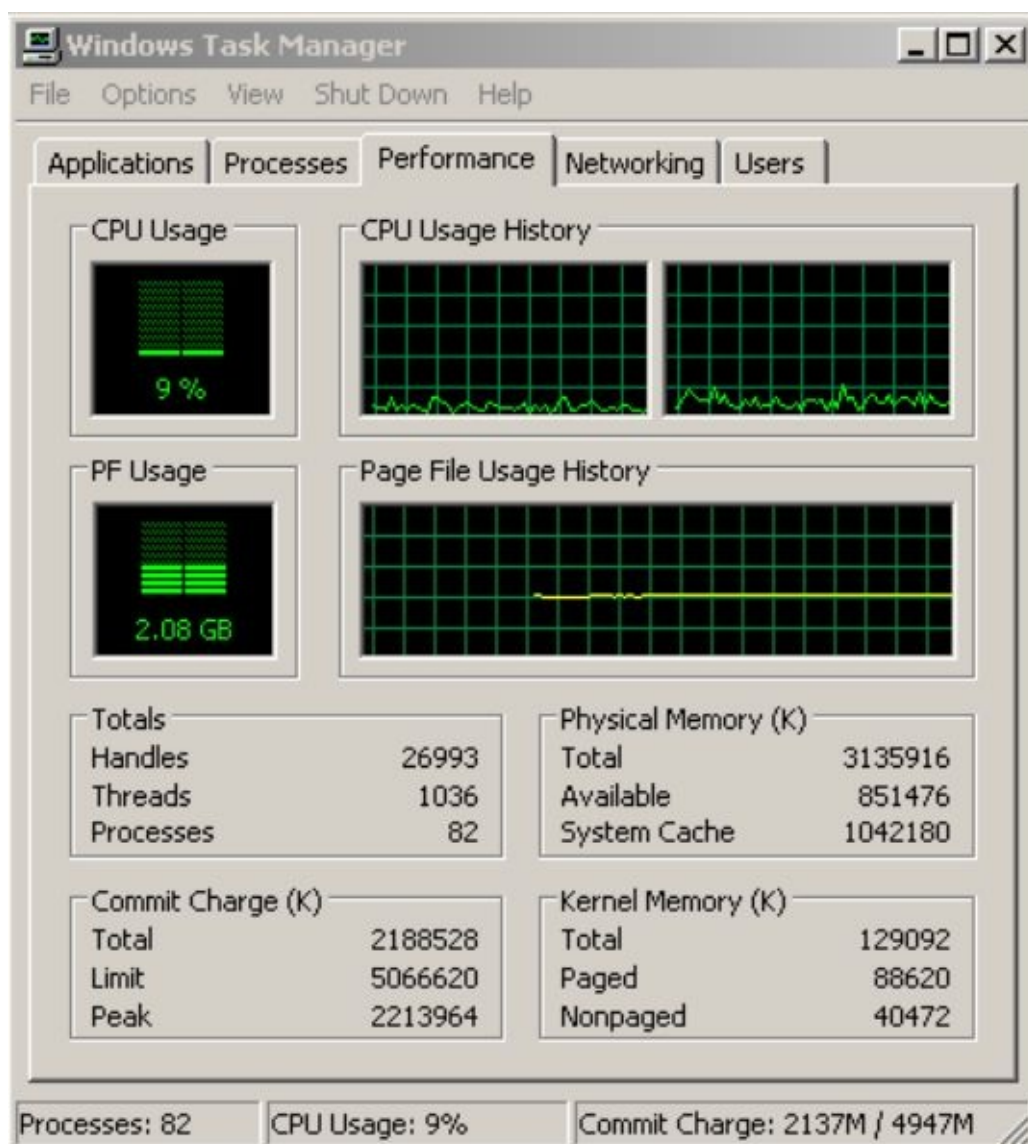 Windows Task Manager
File Options View Shut Down Help
Applications Processes Performance Networking Users
CPU Usage CPU Usage History
9 %
PF Usage Page File Usage History
2.08 GB
Totals
Handles 26993
Threads 1036
Processes 82
Physical Memory (K)
Total 3135916
Available 851476
System Cache 1042180
Commit Charge (K)
Total 2188528
Limit 5066620
Peak 2213964
Kernel Memory (K)
Total 129092
Paged 88620
Nonpaged 40472
Processes: 82 CPU Usage: 9% Commit Charge: 2137M / 4947M